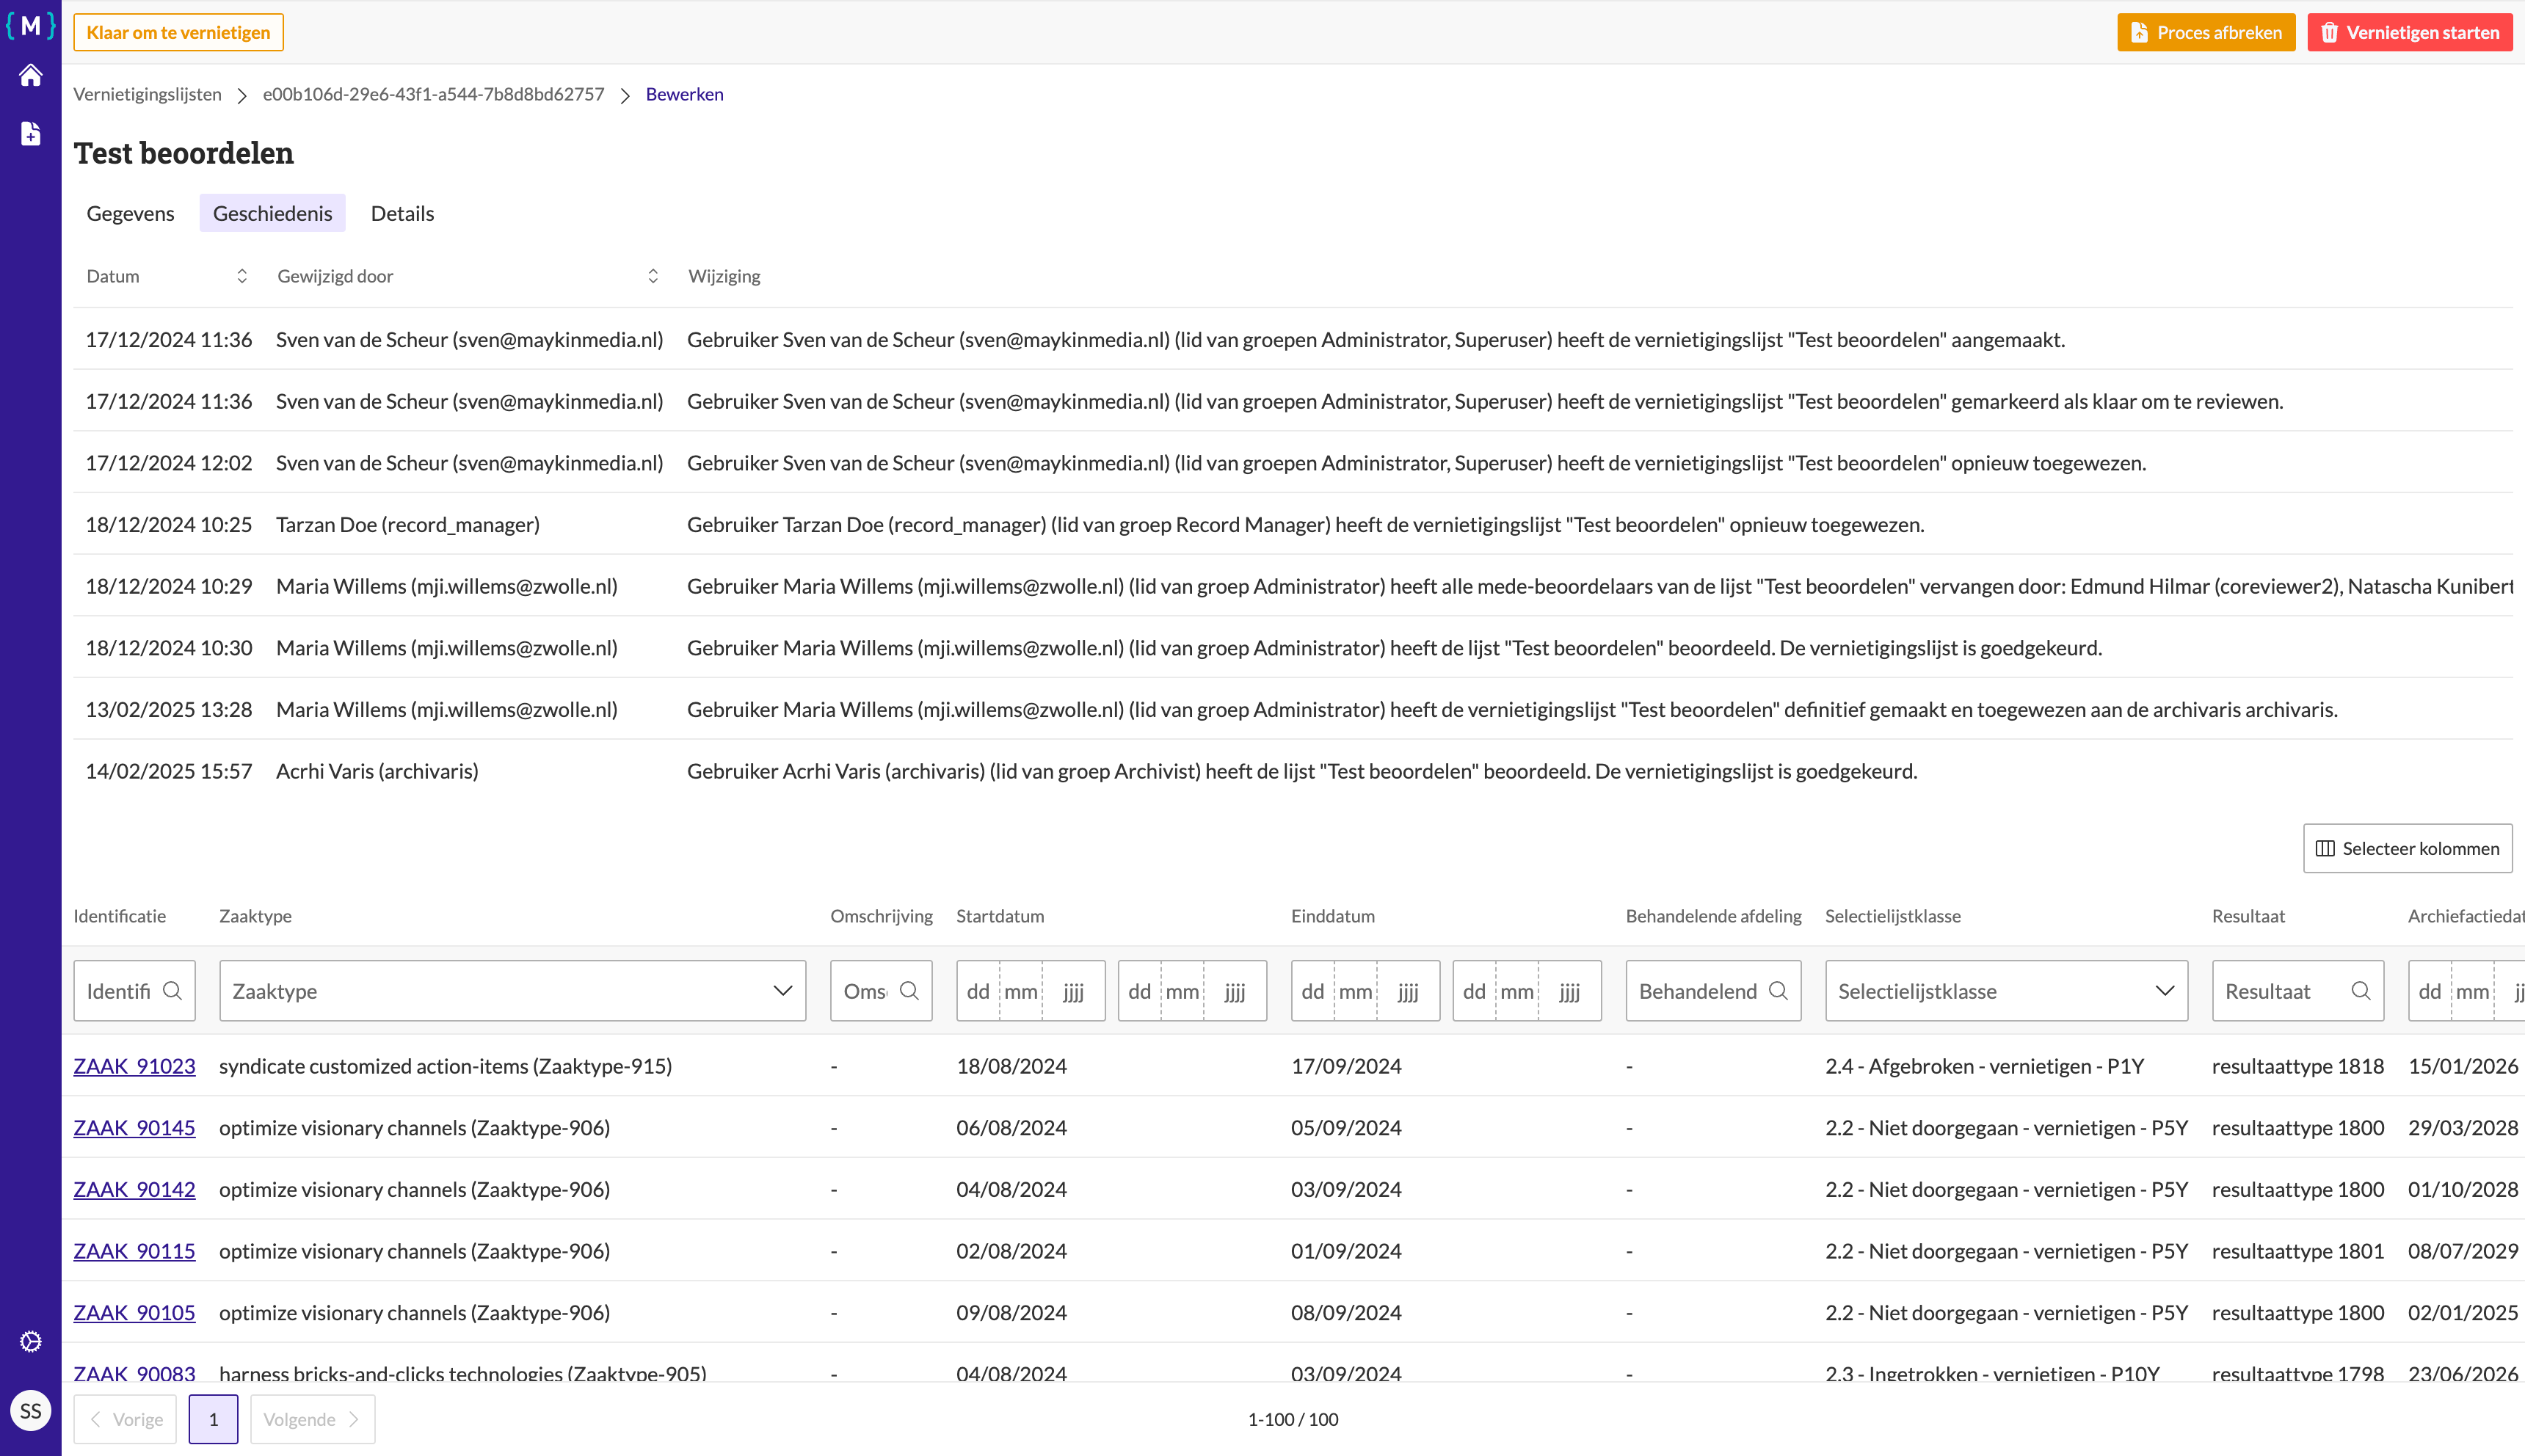 {M}
Klaar om te vernietigen
Proces afbreken
Vernietigen starten
Vernietigingslijsten > e00b106d-29e6-43f1-a544-7b8d8bd62757 > Bewerken
Test beoordelen
Gegevens Geschiedenis Details
Datum Gewijzigd door Wijziging
17/12/2024 11:36 Sven van de Scheur (sven@maykinmedia.nl) Gebruiker Sven van de Scheur (sven@maykinmedia.nl) (lid van groepen Administrator, Superuser) heeft de vernietigingslijst "Test beoordelen" aangemaakt.
17/12/2024 11:36 Sven van de Scheur (sven@maykinmedia.nl) Gebruiker Sven van de Scheur (sven@maykinmedia.nl) (lid van groepen Administrator, Superuser) heeft de vernietigingslijst "Test beoordelen" gemarkeerd als klaar om te reviewen.
17/12/2024 12:02 Sven van de Scheur (sven@maykinmedia.nl) Gebruiker Sven van de Scheur (sven@maykinmedia.nl) (lid van groepen Administrator, Superuser) heeft de vernietigingslijst "Test beoordelen" opnieuw toegewezen.
18/12/2024 10:25 Tarzan Doe (record_manager) Gebruiker Tarzan Doe (record_manager) (lid van groep Record Manager) heeft de vernietigingslijst "Test beoordelen" opnieuw toegewezen.
18/12/2024 10:29 Maria Willems (mji.willems@zwolle.nl) Gebruiker Maria Willems (mji.willems@zwolle.nl) (lid van groep Administrator) heeft alle mede-beoordelaars van de lijst "Test beoordelen" vervangen door: Edmund Hilmar (coreviewer2), Natascha Kunibert
18/12/2024 10:30 Maria Willems (mji.willems@zwolle.nl) Gebruiker Maria Willems (mji.willems@zwolle.nl) (lid van groep Administrator) heeft de lijst "Test beoordelen" beoordeeld. De vernietigingslijst is goedgekeurd.
13/02/2025 13:28 Maria Willems (mji.willems@zwolle.nl) Gebruiker Maria Willems (mji.willems@zwolle.nl) (lid van groep Administrator) heeft de vernietigingslijst "Test beoordelen" definitief gemaakt en toegewezen aan de archivaris archivaris.
14/02/2025 15:57 Acrhi Varis (archivaris) Gebruiker Acrhi Varis (archivaris) (lid van groep Archivist) heeft de lijst "Test beoordelen" beoordeeld. De vernietigingslijst is goedgekeurd.
Selecteer kolommen
Identificatie Zaaktype Omschrijving Startdatum Einddatum Behandelende afdeling Selectielijstklasse Resultaat Archiefactiedat
Identifi Zaaktype Oms dd mm jjjj dd mm jjjj dd mm jjjj dd mm jjjj Behandelend Selectielijstklasse Resultaat dd mm jj
ZAAK_91023 syndicate customized action-items (Zaaktype-915) - 18/08/2024 17/09/2024 - 2.4 - Afgebroken - vernietigen - P1Y resultaattype 1818 15/01/2026
ZAAK_90145 optimize visionary channels (Zaaktype-906) - 06/08/2024 05/09/2024 - 2.2 - Niet doorgegaan - vernietigen - P5Y resultaattype 1800 29/03/2028
ZAAK_90142 optimize visionary channels (Zaaktype-906) - 04/08/2024 03/09/2024 - 2.2 - Niet doorgegaan - vernietigen - P5Y resultaattype 1800 01/10/2028
ZAAK_90115 optimize visionary channels (Zaaktype-906) - 02/08/2024 01/09/2024 - 2.2 - Niet doorgegaan - vernietigen - P5Y resultaattype 1801 08/07/2029
ZAAK_90105 optimize visionary channels (Zaaktype-906) - 09/08/2024 08/09/2024 - 2.2 - Niet doorgegaan - vernietigen - P5Y resultaattype 1800 02/01/2025
ZAAK_90083 harness bricks-and-clicks technologies (Zaaktype-905) - 04/08/2024 03/09/2024 - 2.3 - Ingetrokken - vernietigen - P10Y resultaattype 1798 23/06/2026
SS
Vorige 1 Volgende
1-100 / 100